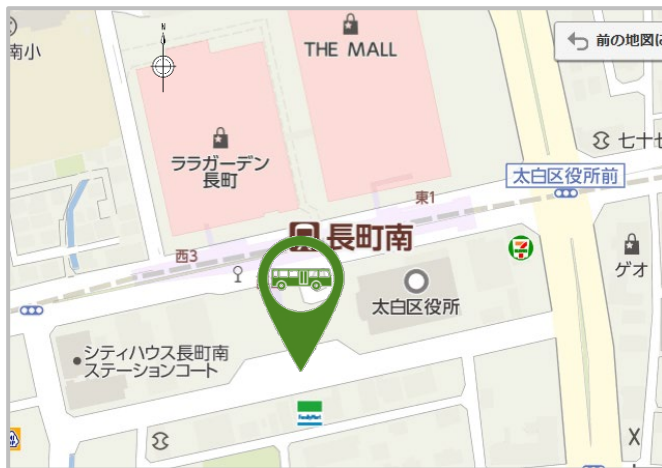 N
THE MALL
前の地図に
南小
ララガーデン
長町
七十七
太白区役所前
東1
長町南
西3
ゲオ
太白区役所
シティハウス長町南
ステーションコート
FamilyMart